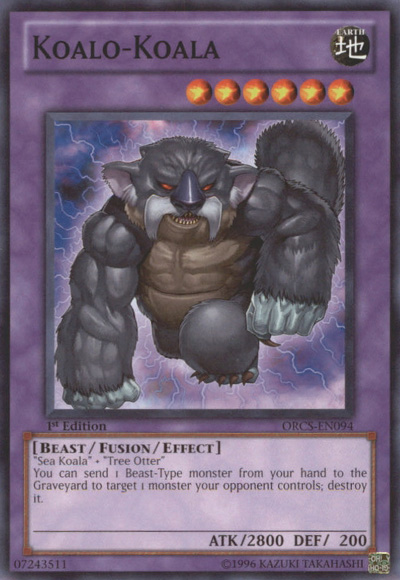 Koalo-Koala
EARTH
地
1st Edition
ORCS-EN094
[Beast/Fusion/Effect]
"Sea Koala" • "Tree Otter"
You can send 1 Beast-Type monster from your hand to the
Graveyard to target 1 monster your opponent controls; destroy
it.
ATK/2800 DEF/ 200
07243511
©1996 KAZUKI TAKAHASHI